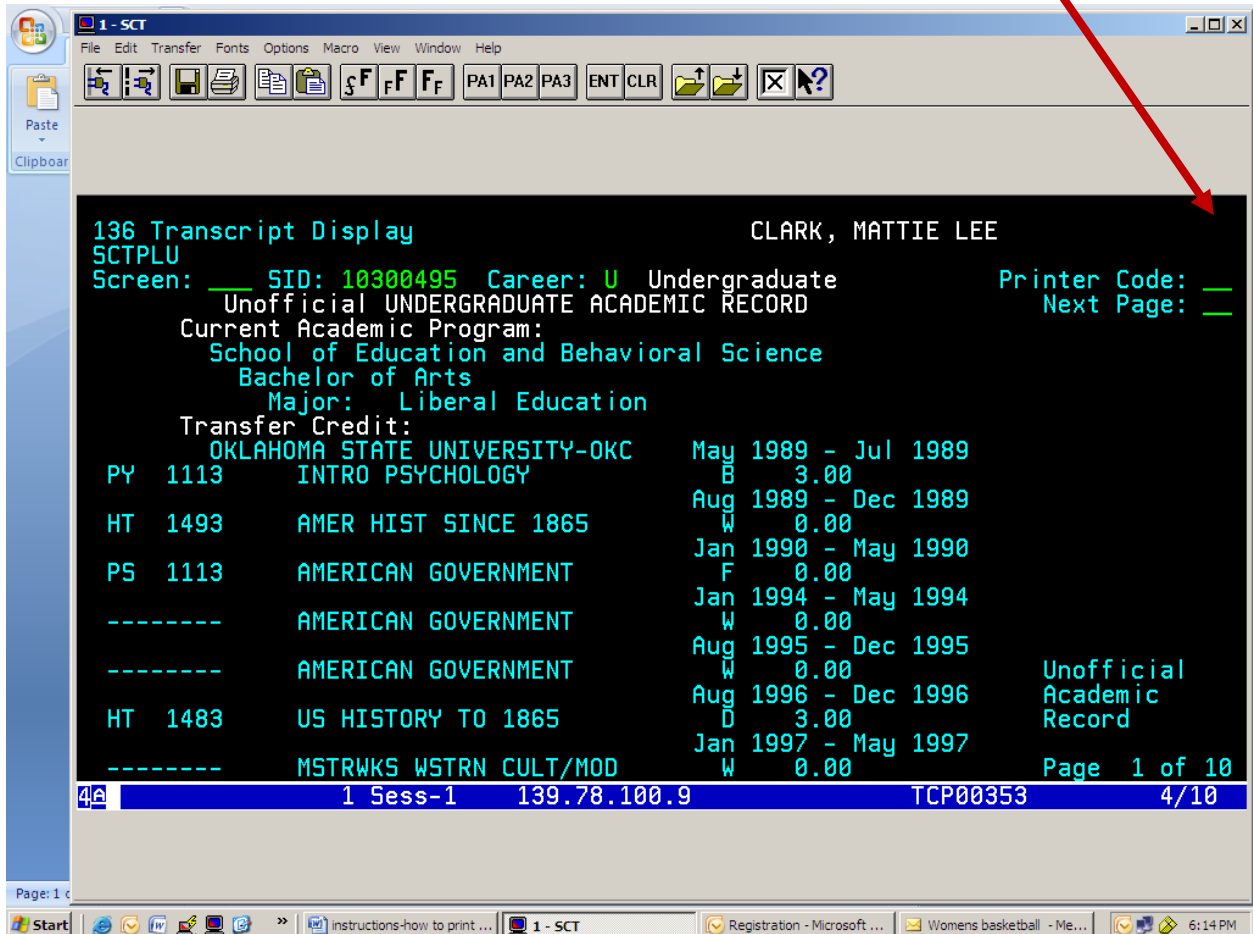 1 - SCT
File Edit Transfer Fonts Options Macro View Window Help
PA1 PA2 PA3 ENT CLR
Paste
Clipboar
136 Transcript Display CLARK, MATTIE LEE
SCTPLU
Screen: ___ SID: 10300495 Career: U Undergraduate Printer Code: __
Unofficial UNDERGRADUATE ACADEMIC RECORD Next Page: __
Current Academic Program:
School of Education and Behavioral Science
Bachelor of Arts
Major: Liberal Education
Transfer Credit:
OKLAHOMA STATE UNIVERSITY-OKC May 1989 - Jul 1989
PY 1113 INTRO PSYCHOLOGY B 3.00
Aug 1989 - Dec 1989
HT 1493 AMER HIST SINCE 1865 W 0.00
Jan 1990 - May 1990
PS 1113 AMERICAN GOVERNMENT F 0.00
Jan 1994 - May 1994
-------- AMERICAN GOVERNMENT W 0.00
Aug 1995 - Dec 1995
-------- AMERICAN GOVERNMENT W 0.00 Unofficial
Aug 1996 - Dec 1996 Academic
HT 1483 US HISTORY TO 1865 D 3.00 Record
Jan 1997 - May 1997
-------- MSTRWKS WSTRN CULT/MOD W 0.00 Page 1 of 10
4A 1 Sess-1 139.78.100.9 TCP00353 4/10
Page: 1 o
Start » instructions-how to print ... 1 - SCT Registration - Microsoft ... Womens basketball - Me... 6:14 PM